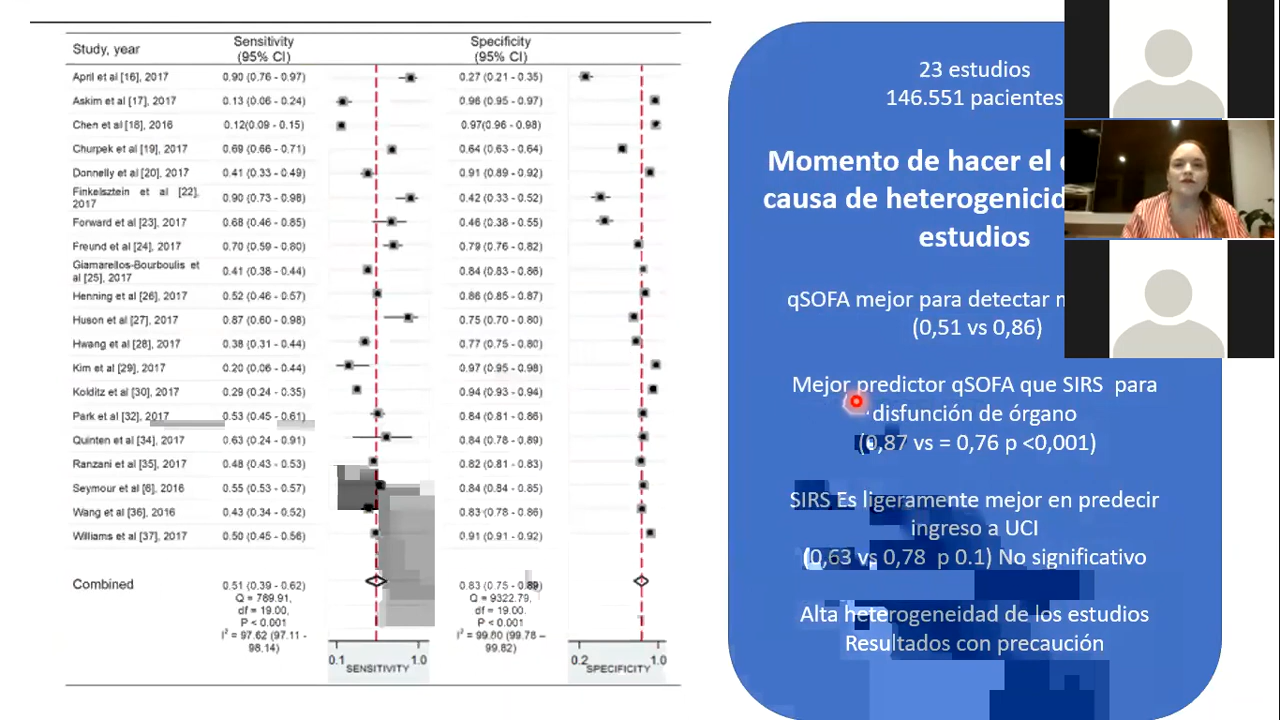 Study, year Sensitivity (95% CI) Specificity (95% CI)
April et al [16], 2017 0.90 (0.76 - 0.97) 0.27 (0.21 - 0.35)
Askim et al [17], 2017 0.13 (0.06 - 0.24) 0.96 (0.95 - 0.97)
Chen et al [18], 2016 0.12(0.09 - 0.15) 0.97(0.96 - 0.98)
Churpek et al [19], 2017 0.69 (0.66 - 0.71) 0.64 (0.63 - 0.64)
Donnelly et al [20], 2017 0.41 (0.33 - 0.49) 0.91 (0.89 - 0.92)
Finkelsztein et al [22], 2017 0.90 (0.73 - 0.98) 0.42 (0.33 - 0.52)
Forward et al [23], 2017 0.68 (0.46 - 0.85) 0.46 (0.38 - 0.55)
Freund et al [24], 2017 0.70 (0.59 - 0.80) 0.79 (0.76 - 0.82)
Giamarellos-Bourboulis et al [25], 2017 0.41 (0.38 - 0.44) 0.84 (0.83 - 0.86)
Henning et al [26], 2017 0.52 (0.46 - 0.57) 0.86 (0.85 - 0.87)
Huson et al [27], 2017 0.87 (0.60 - 0.98) 0.75 (0.70 - 0.80)
Hwang et al [28], 2017 0.38 (0.31 - 0.44) 0.77 (0.75 - 0.80)
Kim et al [29], 2017 0.20 (0.06 - 0.44) 0.97 (0.95 - 0.98)
Kolditz et al [30], 2017 0.29 (0.24 - 0.35) 0.94 (0.93 - 0.94)
Park et al [32], 2017 0.53 (0.45 - 0.61) 0.84 (0.81 - 0.86)
Quinten et al [34], 2017 0.63 (0.24 - 0.91) 0.84 (0.78 - 0.89)
Ranzani et al [35], 2017 0.48 (0.43 - 0.53) 0.82 (0.81 - 0.83)
Seymour et al [6], 2016 0.55 (0.53 - 0.57) 0.84 (0.84 - 0.85)
Wang et al [36], 2016 0.43 (0.34 - 0.52) 0.83 (0.78 - 0.86)
Williams et al [37], 2017 0.50 (0.45 - 0.56) 0.91 (0.91 - 0.92)
Combined 0.51 (0.39 - 0.62) 0.83 (0.75 - 0.89)
Q = 789.91, Q = 9322.79,
df = 19.00, df = 19.00,
P < 0.001 P < 0.001
I² = 97.62 (97.11 - 98.14) I² = 99.80 (99.78 – 99.82)
0.1 SENSITIVITY 1.0 0.2 SPECIFICITY 1.0
23 estudios
146.551 pacientes
Momento de hacer el
causa de
estudios
qSOFA mejor para detectar
(0,51 vs 0,86)
Mejor predictor qSOFA que SIRS para
disfunción de órgano
(0,87 vs = 0,76 p <0,001)
SIRS Es ligeramente mejor en predecir
ingreso a UCI
(0,63 vs 0,78 p 0.1) No significativo
Alta heterogeneidad de los estudios
Resultados con precaución